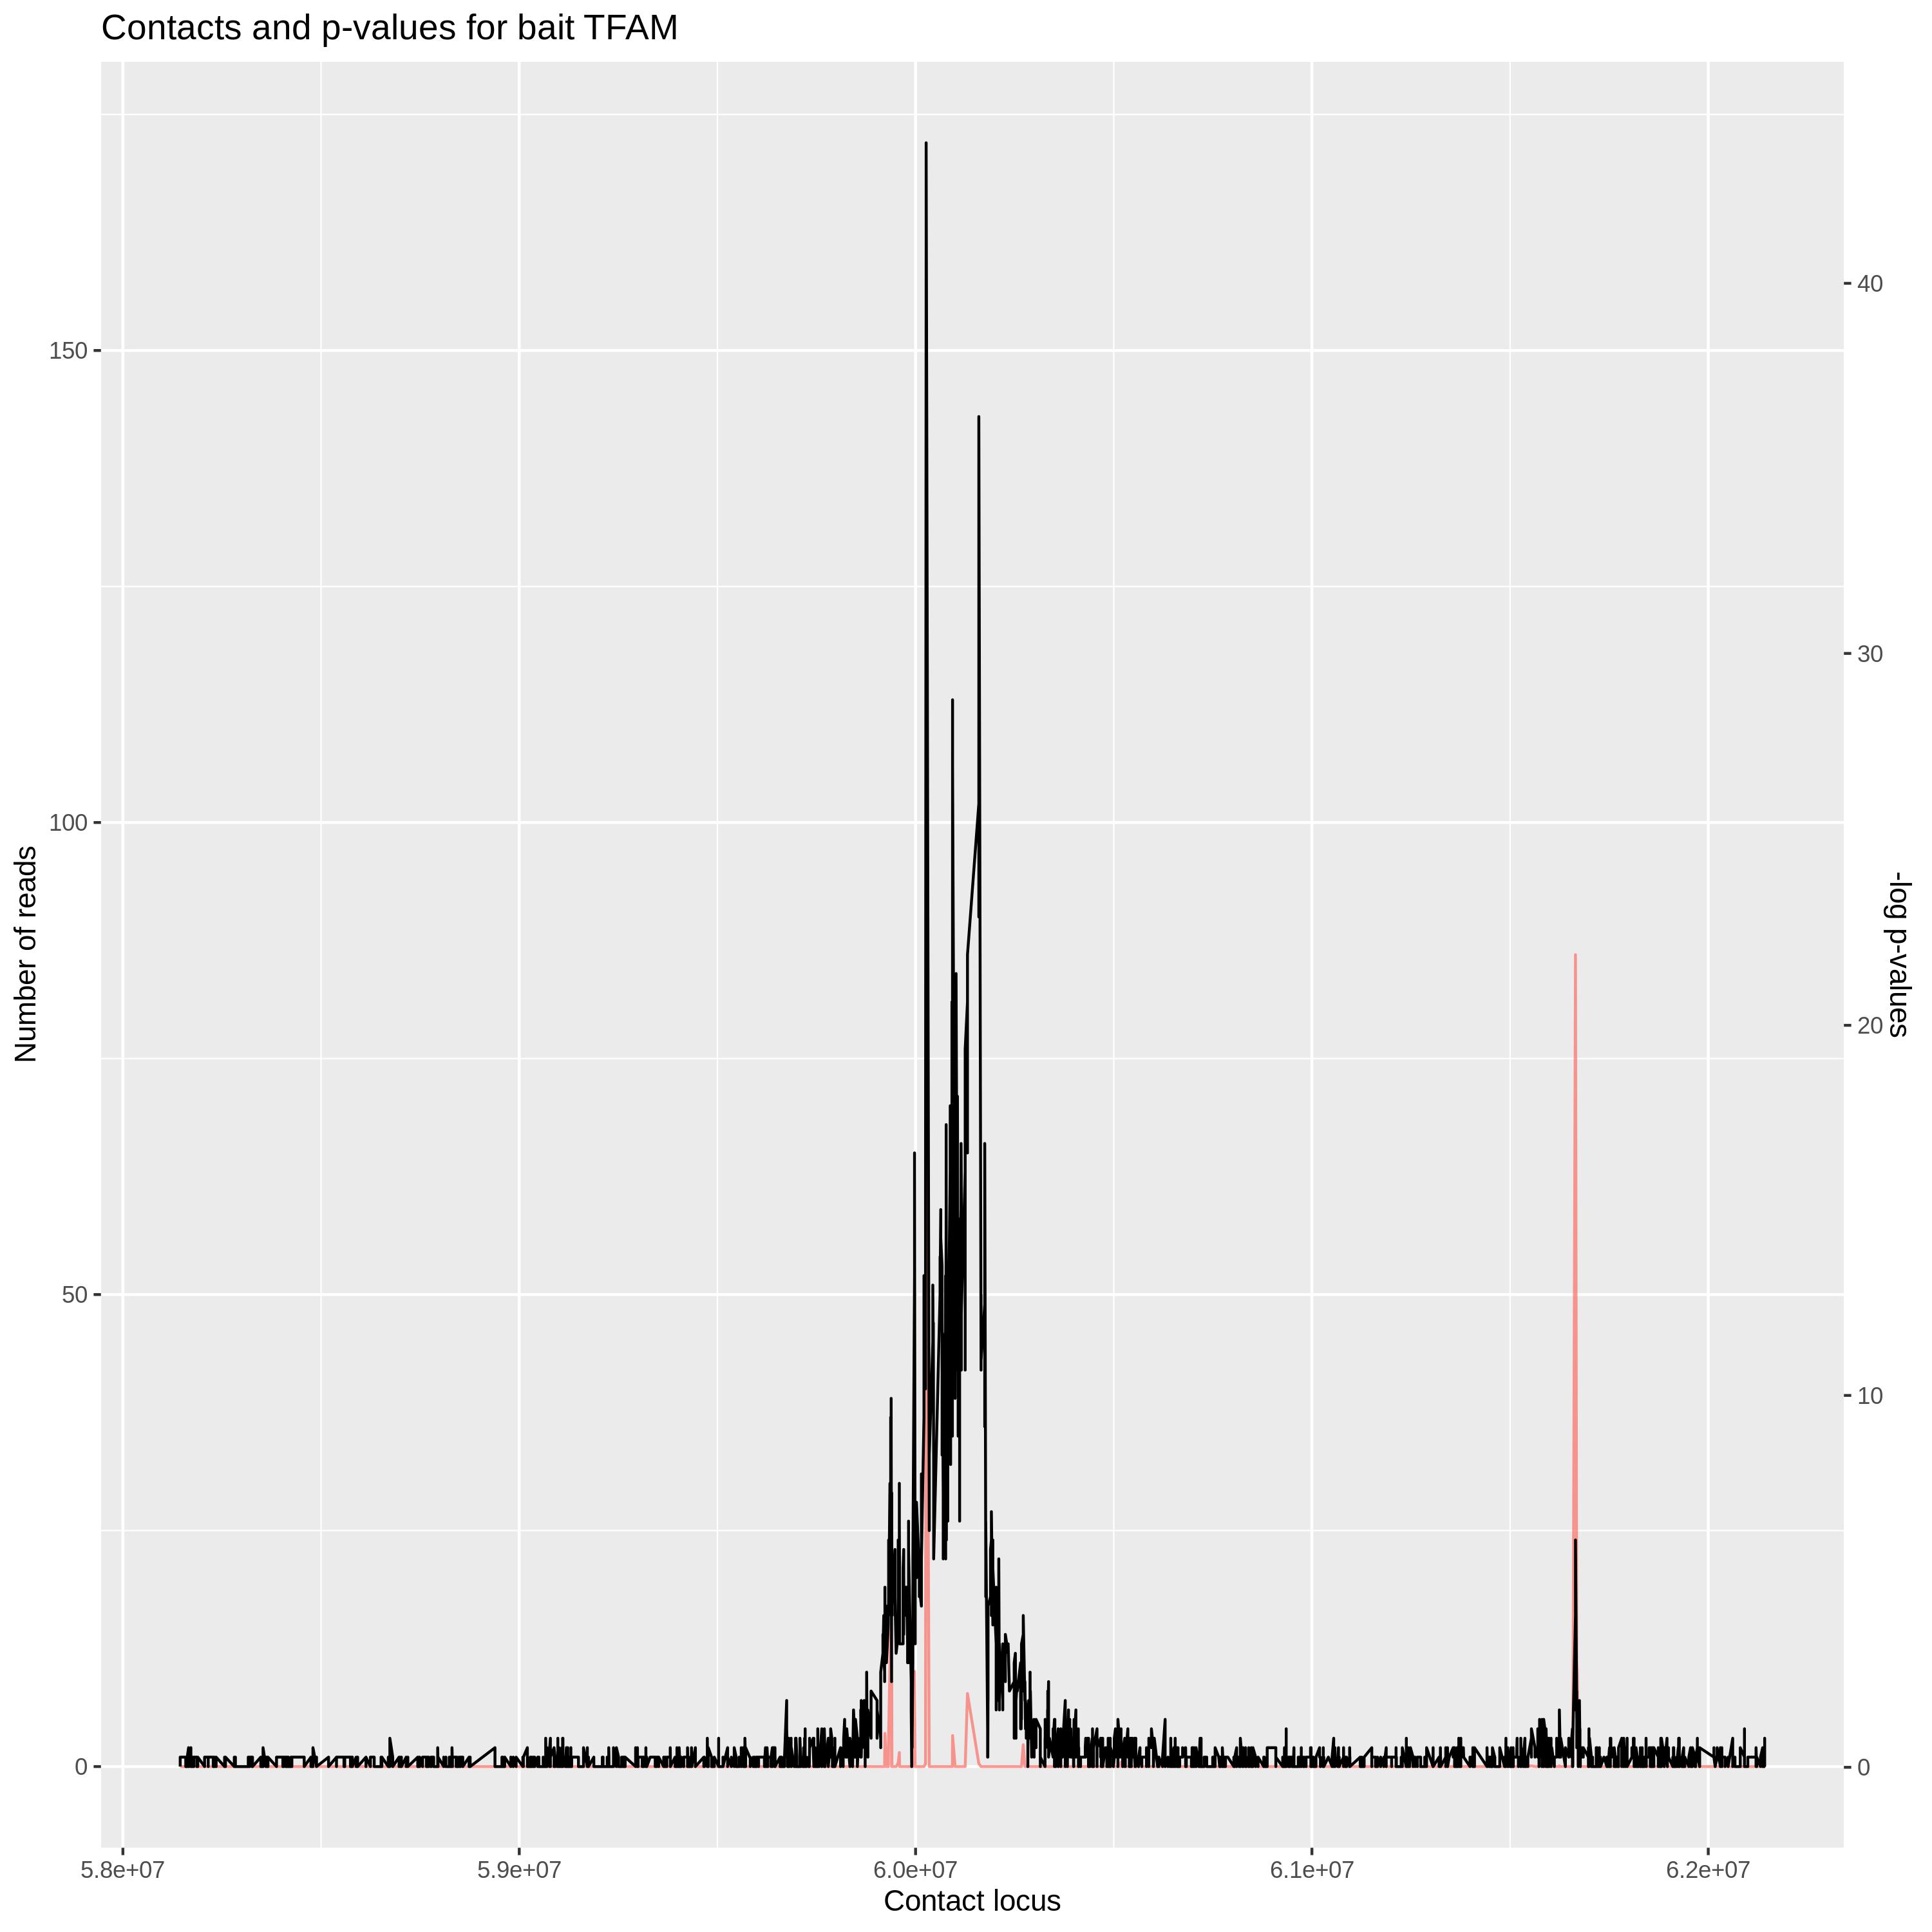 Contacts and p-values for bait TFAM
150
100
50
0
40
30
20
10
0
Number of reads
-log p-values
5.8e+07
5.9e+07
6.0e+07
6.1e+07
6.2e+07
Contact locus